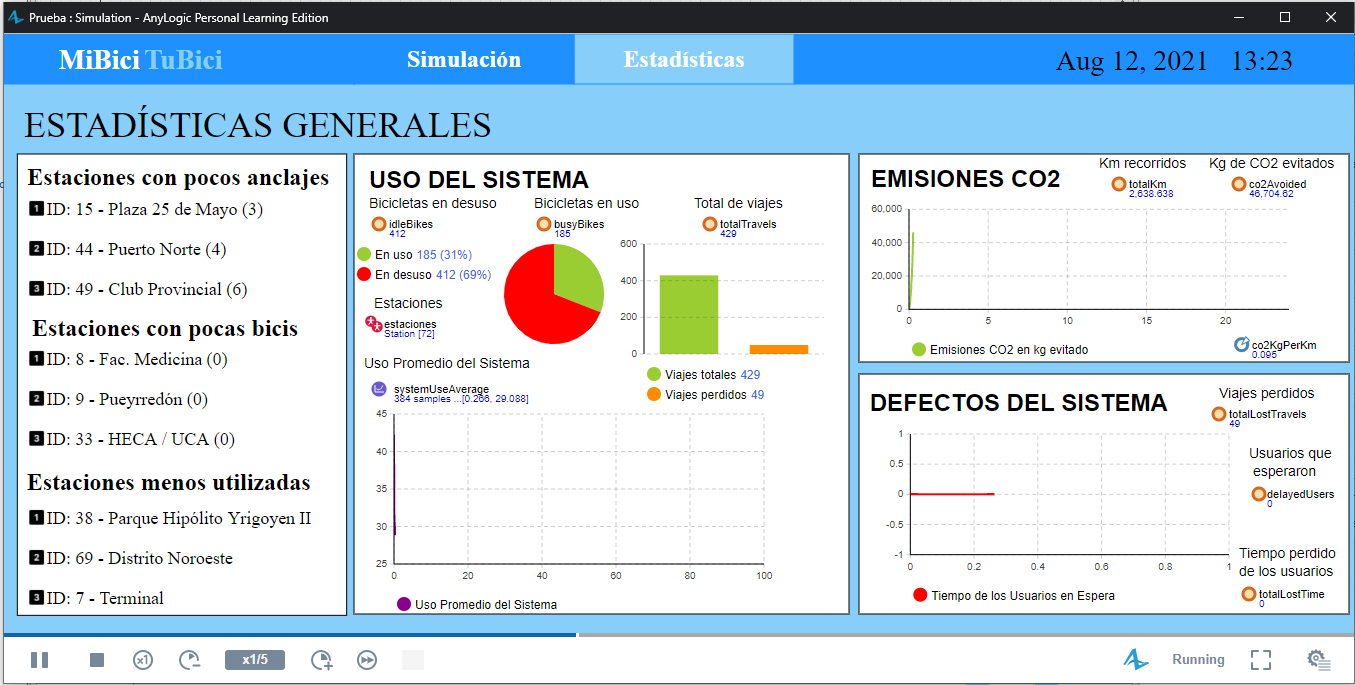 Prueba : Simulation - AnyLogic Personal Learning Edition
MiBici TuBici
Simulación
Estadísticas
Aug 12, 2021 13:23
ESTADÍSTICAS GENERALES
Estaciones con pocos anclajes
1 ID: 15 - Plaza 25 de Mayo (3)
2 ID: 44 - Puerto Norte (4)
3 ID: 49 - Club Provincial (6)
Estaciones con pocas bicis
1 ID: 8 - Fac. Medicina (0)
2 ID: 9 - Pueyrredón (0)
3 ID: 33 - HECA / UCA (0)
Estaciones menos utilizadas
1 ID: 38 - Parque Hipólito Yrigoyen II
2 ID: 69 - Distrito Noroeste
3 ID: 7 - Terminal
USO DEL SISTEMA
Bicicletas en desuso
idleBikes
412
Bicicletas en uso
busyBikes
185
Total de viajes
totalTravels
429
En uso 185 (31%)
En desuso 412 (69%)
Estaciones
estaciones
Station [72]
600
400
200
0
Viajes totales 429
Viajes perdidos 49
Uso Promedio del Sistema
systemUseAverage
384 samples ...[0.266, 29.088]
45
40
35
30
25
0 20 40 60 80 100
Uso Promedio del Sistema
EMISIONES CO2
Km recorridos
totalKm
2,638.638
Kg de CO2 evitados
co2Avoided
46,704.62
60,000
40,000
20,000
0
0 5 10 15 20
Emisiones CO2 en kg evitado
co2KgPerKm
0.095
DEFECTOS DEL SISTEMA
Viajes perdidos
totalLostTravels
49
1
0.5
0
-0.5
-1
0 0.2 0.4 0.6 0.8 1
Usuarios que
esperaron
delayedUsers
0
Tiempo perdido
de los usuarios
totalLostTime
0
Tiempo de los Usuarios en Espera
x1
x1/5
Running